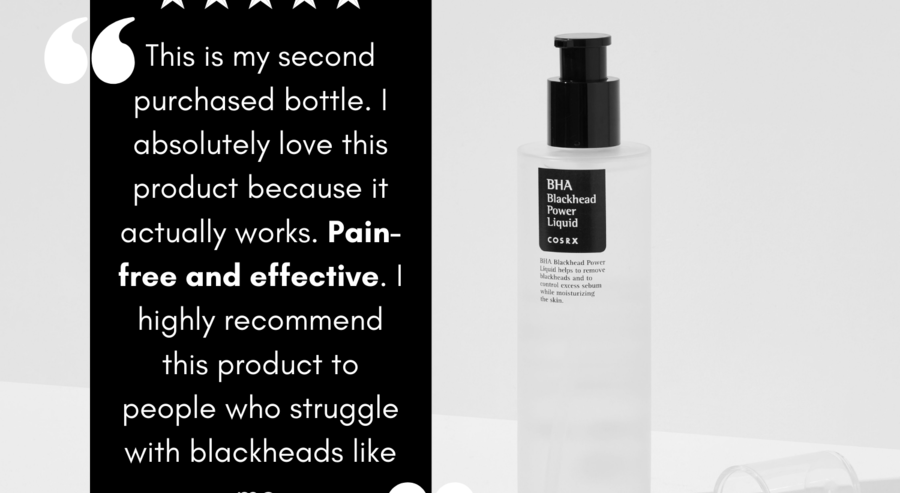 This is my second
purchased bottle. I
absolutely love this
product because it
actually works. Pain-
free and effective. I
highly recommend
this product to
people who struggle
with blackheads like
BHA
Blackhead
Power
Liquid
COSRX
BHA Blackhead Power
Liquid helps to remove
blackheads and to
control excess sebum
while moisturizing
the skin.